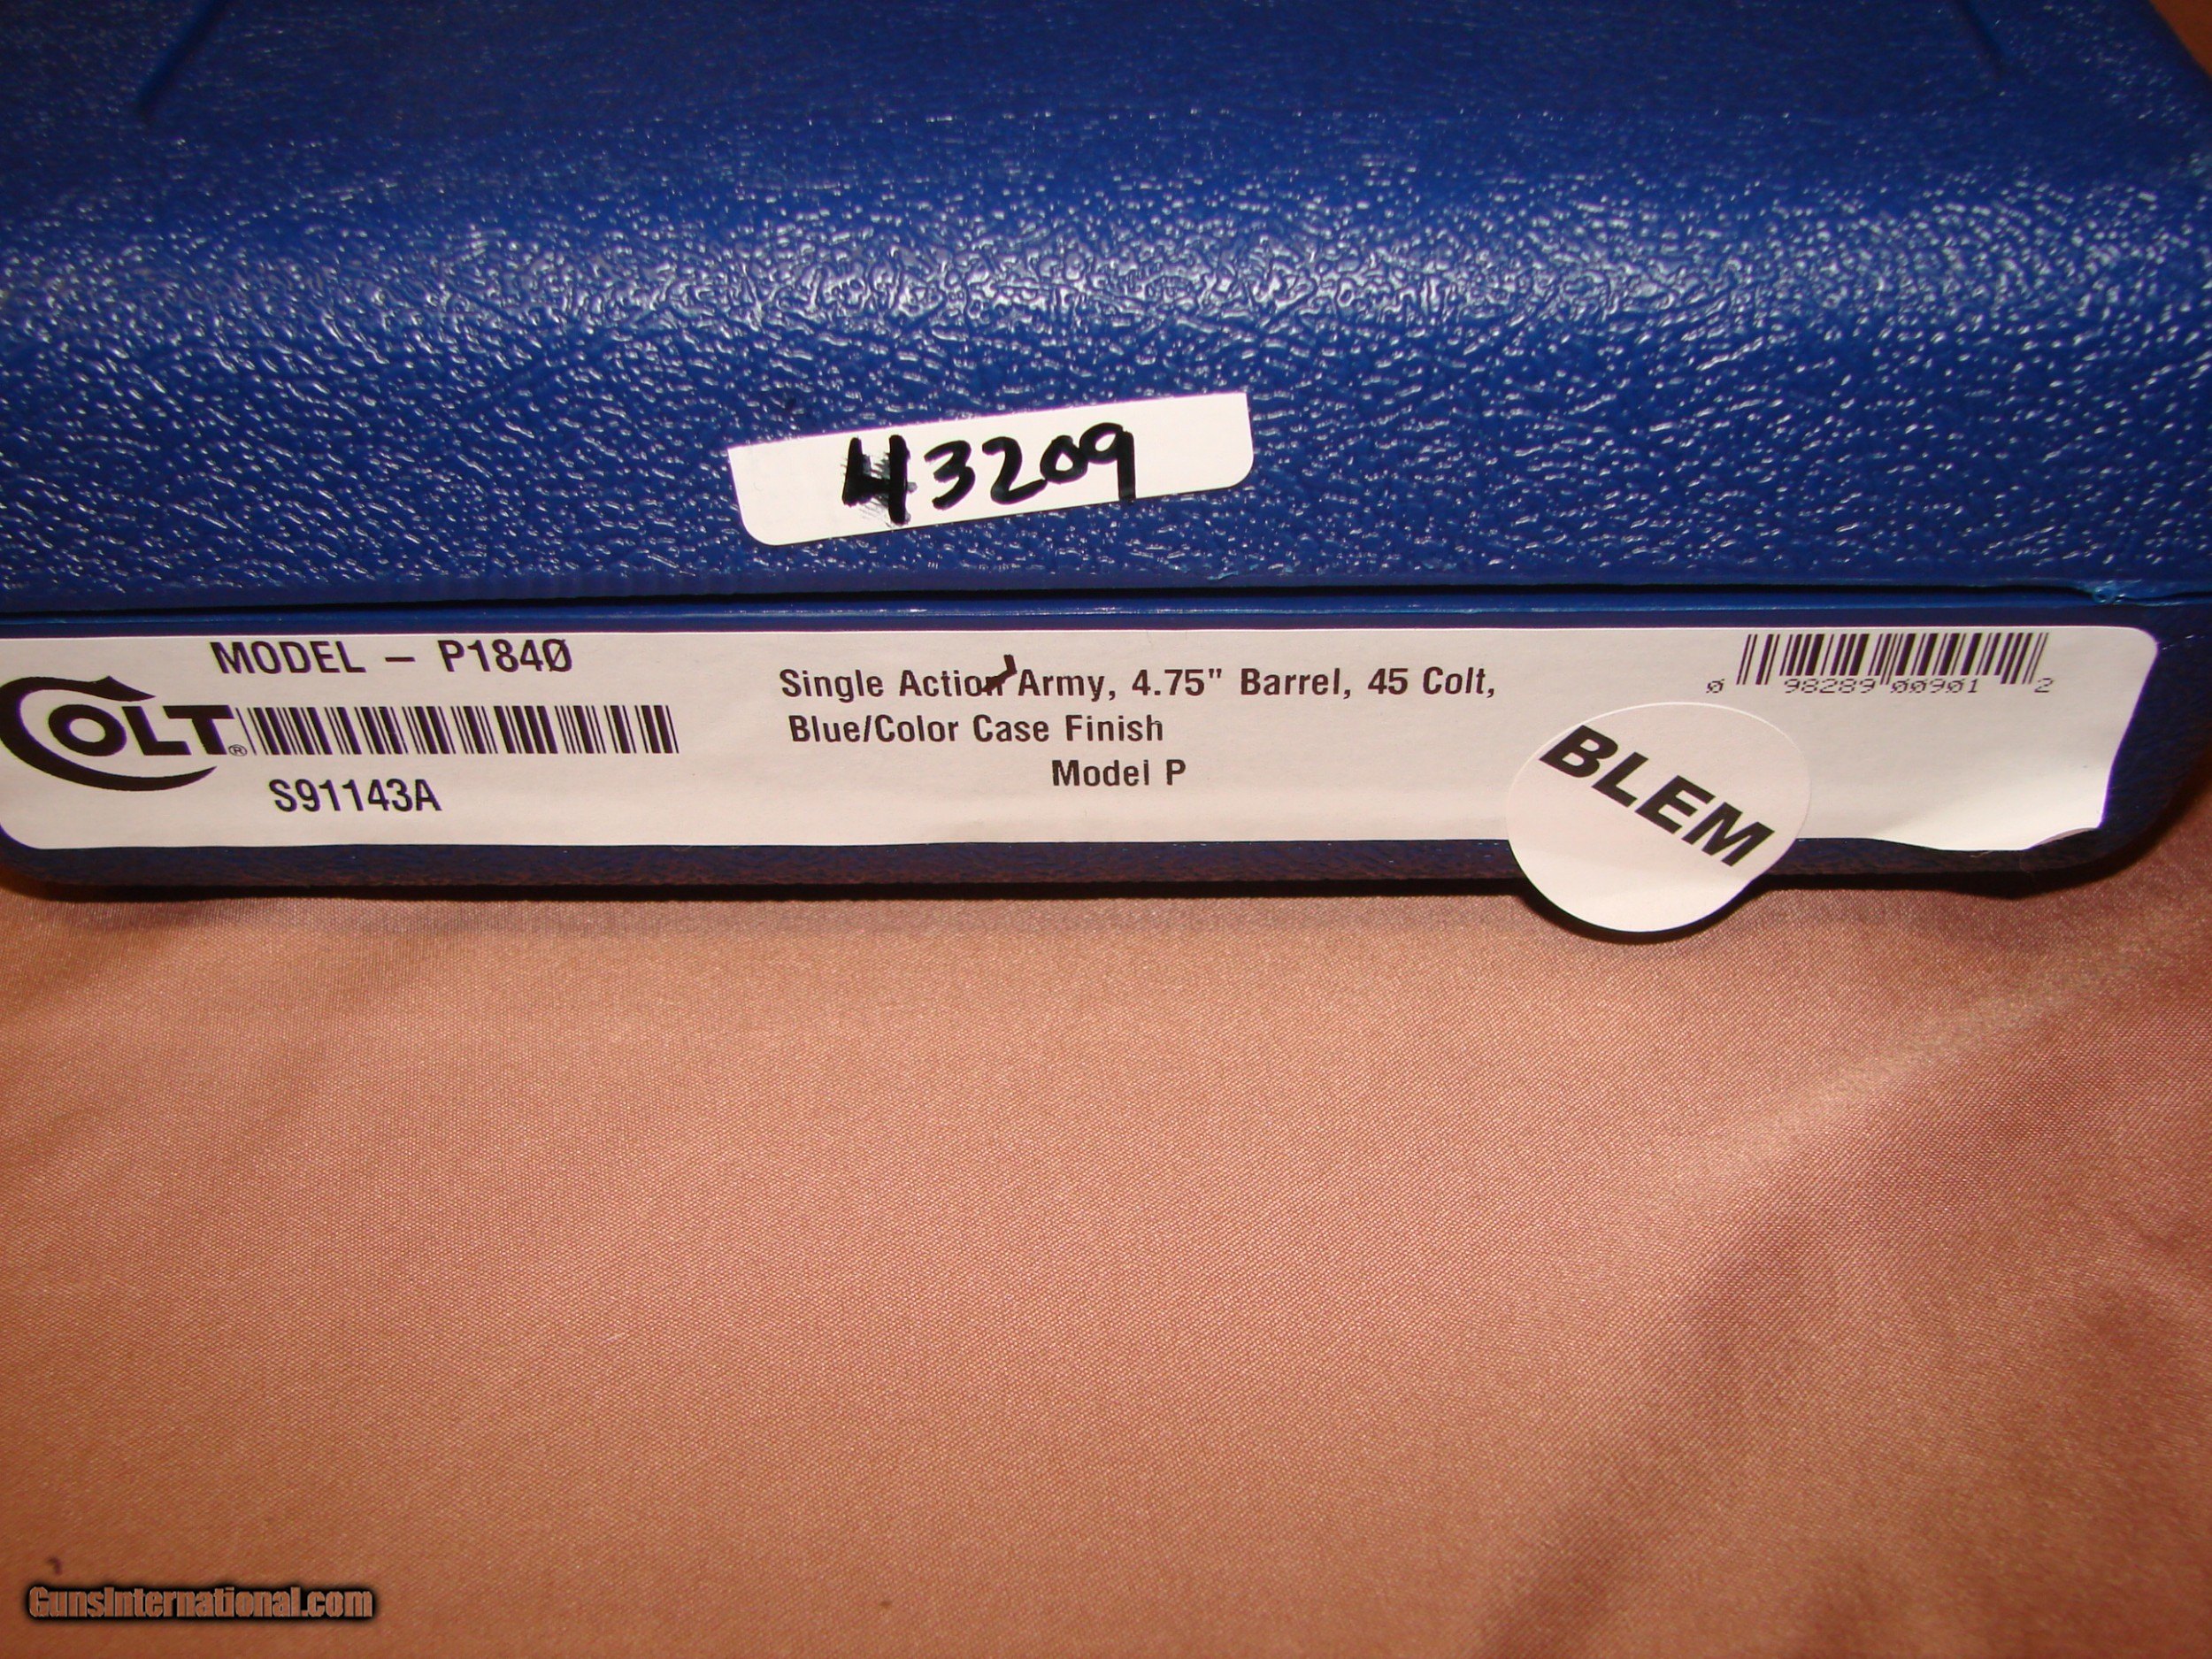 43209
MODEL – P1840
COLT®
S91143A
Single Action Army, 4.75" Barrel, 45 Colt,
Blue/Color Case Finish
Model P
0 98289 00901 2
BLEM
GunsInternational.com